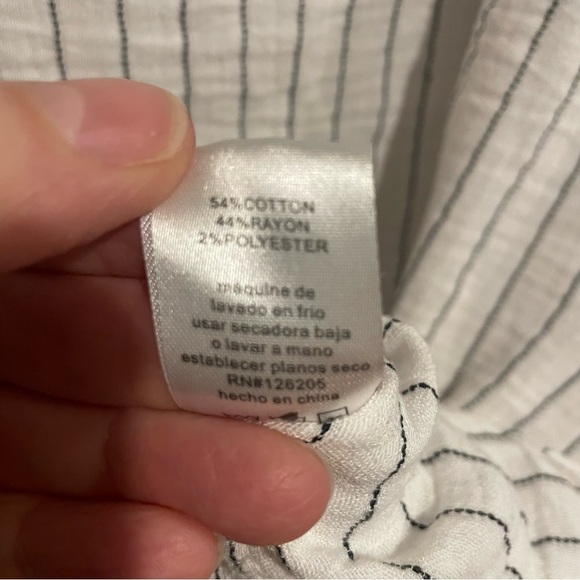 54%COTTON
44%RAYON
2%POLYESTER
máquine de
lavado en frio
usar secadora baja
o lavar a mano
establecer planos seco
RN#126205
hecho en china